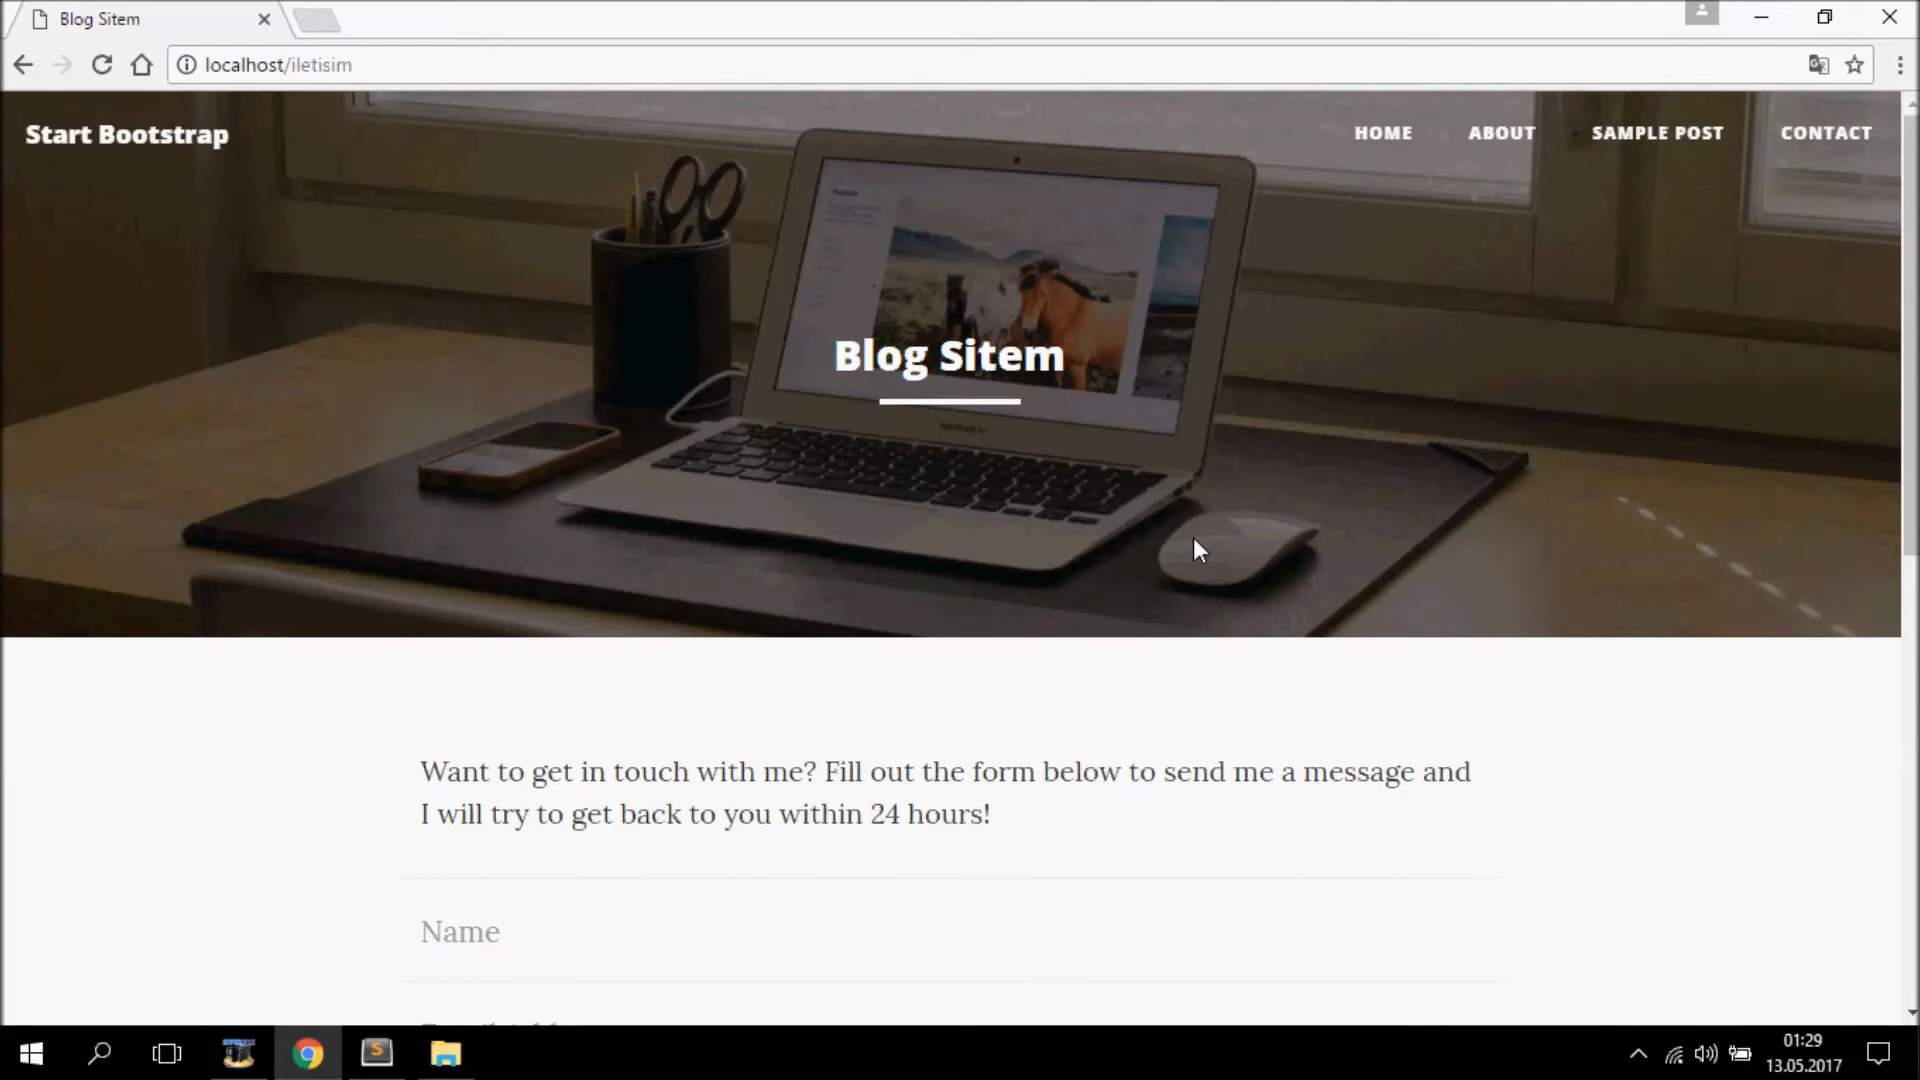 Blog Sitem
localhost/iletisim
Start Bootstrap
HOME
ABOUT
SAMPLE POST
CONTACT
Blog Sitem
Want to get in touch with me? Fill out the form below to send me a message and
I will try to get back to you within 24 hours!
Name
01:29
13.05.2017